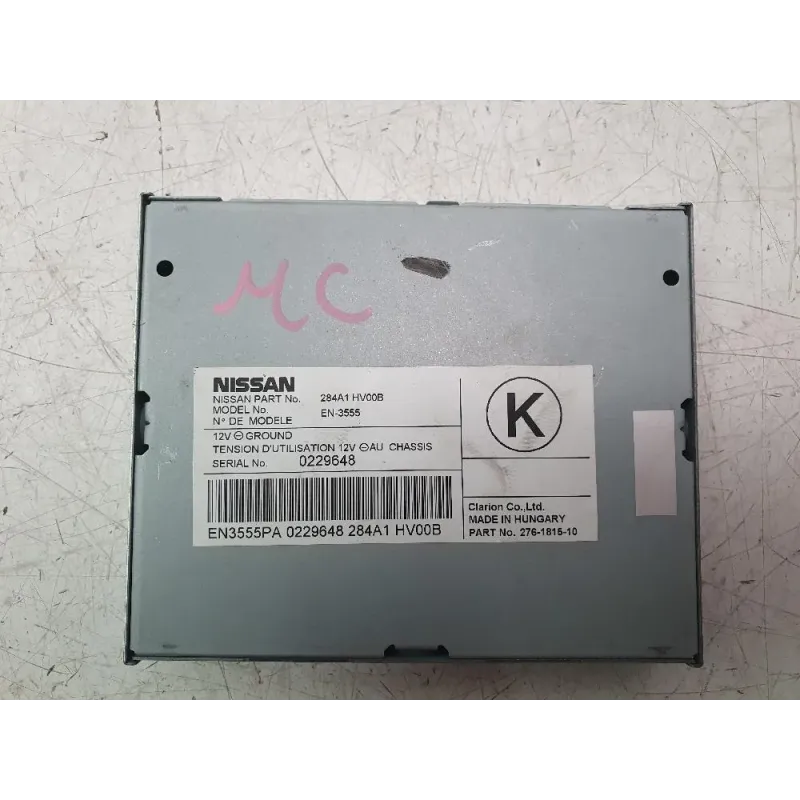 MC
NISSAN
NISSAN PART No. 284A1 HV00B
MODEL No. EN-3555
N° DE MODELE
12V ⊖ GROUND
TENSION D'UTILISATION 12V ⊖ AU CHASSIS
SERIAL No. 0229648
EN3555PA 0229648 284A1 HV00B
K
Clarion Co.,Ltd.
MADE IN HUNGARY
PART No. 276-1815-10